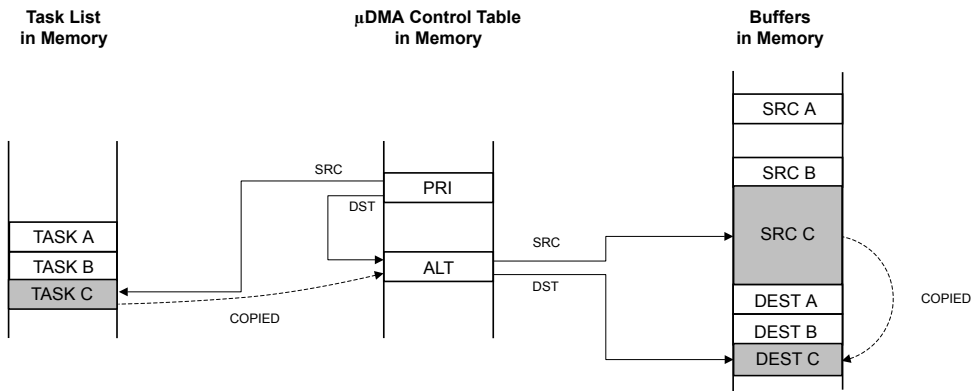 Task List
in Memory
µDMA Control Table
in Memory
Buffers
in Memory
SRC A
SRC B
SRC
PRI
DST
TASK A
TASK B
TASK C
ALT
SRC
DST
COPIED
SRC C
DEST A
DEST B
DEST C
COPIED